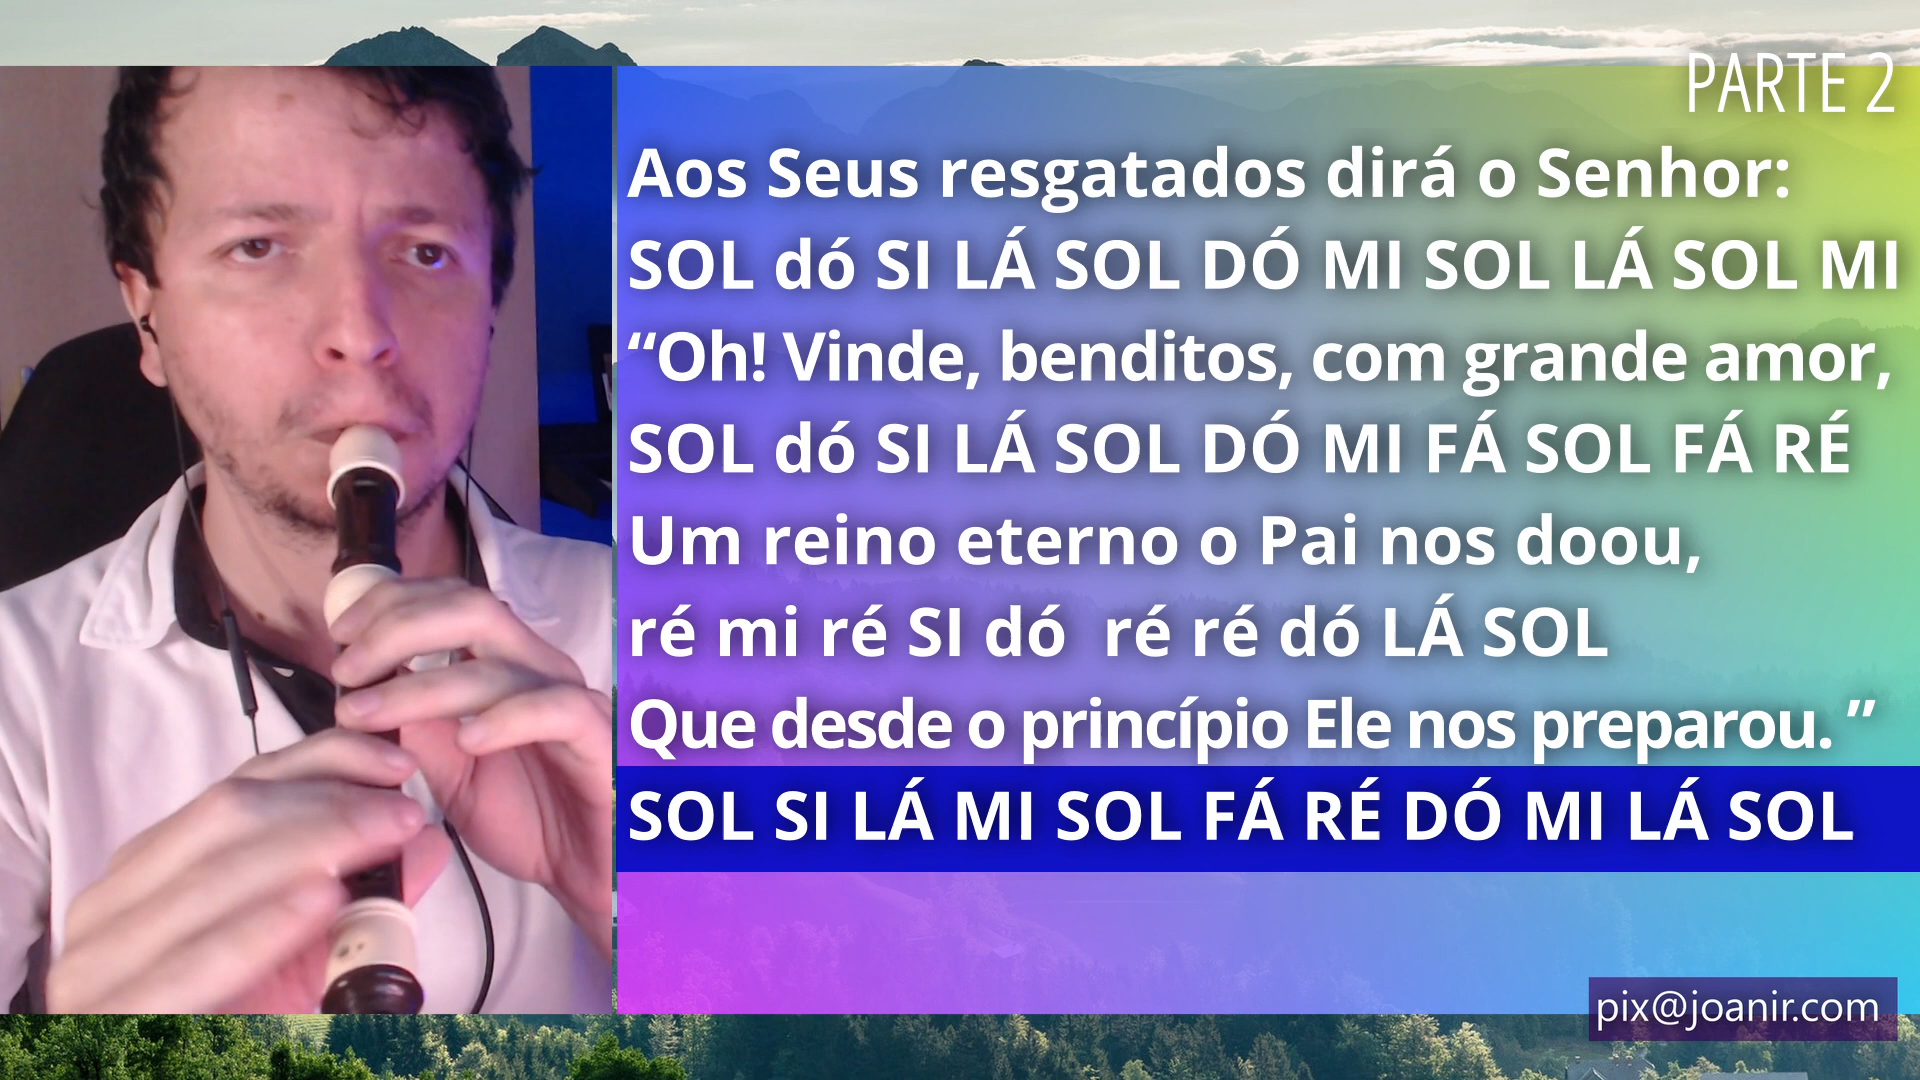 PARTE 2
Aos Seus resgatados dirá o Senhor:
SOL dó SI LÁ SOL DÓ MI SOL LÁ SOL MI
“Oh! Vinde, benditos, com grande amor,
SOL dó SI LÁ SOL DÓ MI FÁ SOL FÁ RÉ
Um reino eterno o Pai nos doou,
ré mi ré SI dó  ré ré dó LÁ SOL
Que desde o princípio Ele nos preparou. ”
SOL SI LÁ MI SOL FÁ RÉ DÓ MI LÁ SOL
pix@joanir.com